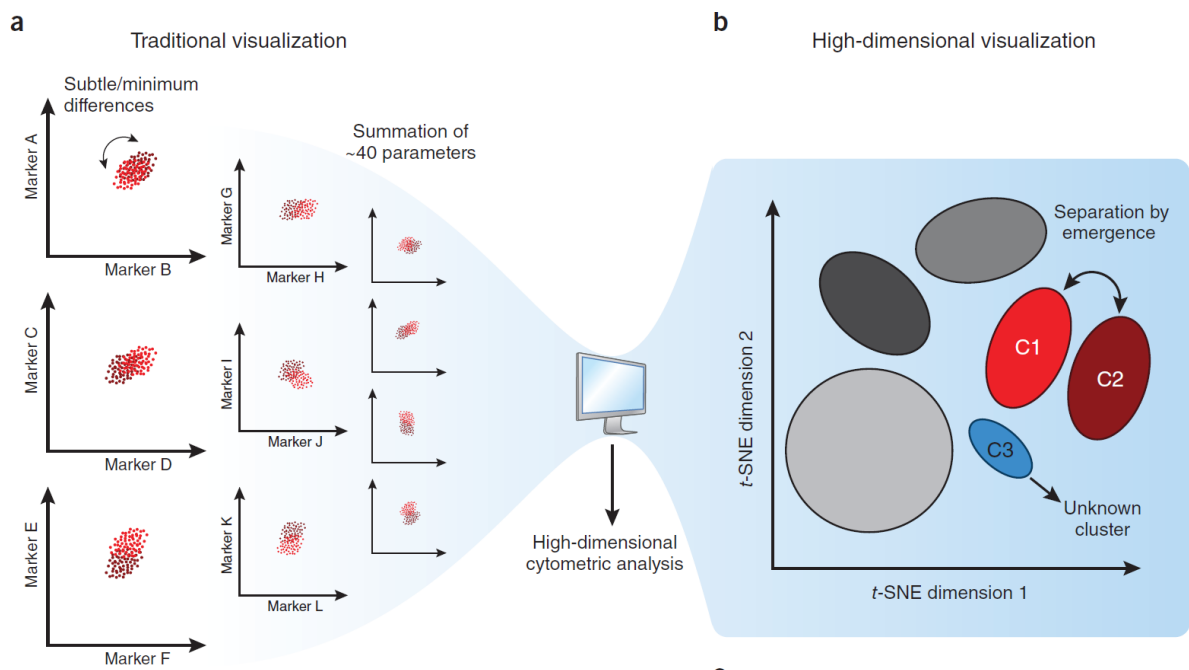 a
Traditional visualization
Subtle/minimum
differences
Marker A
Marker B
Marker C
Marker D
Marker E
Marker F
Summation of
~40 parameters
Marker G
Marker H
Marker I
Marker J
Marker K
Marker L
High-dimensional
cytometric analysis
b
High-dimensional visualization
Separation by
emergence
C1
C2
C3
Unknown
cluster
t-SNE dimension 2
t-SNE dimension 1